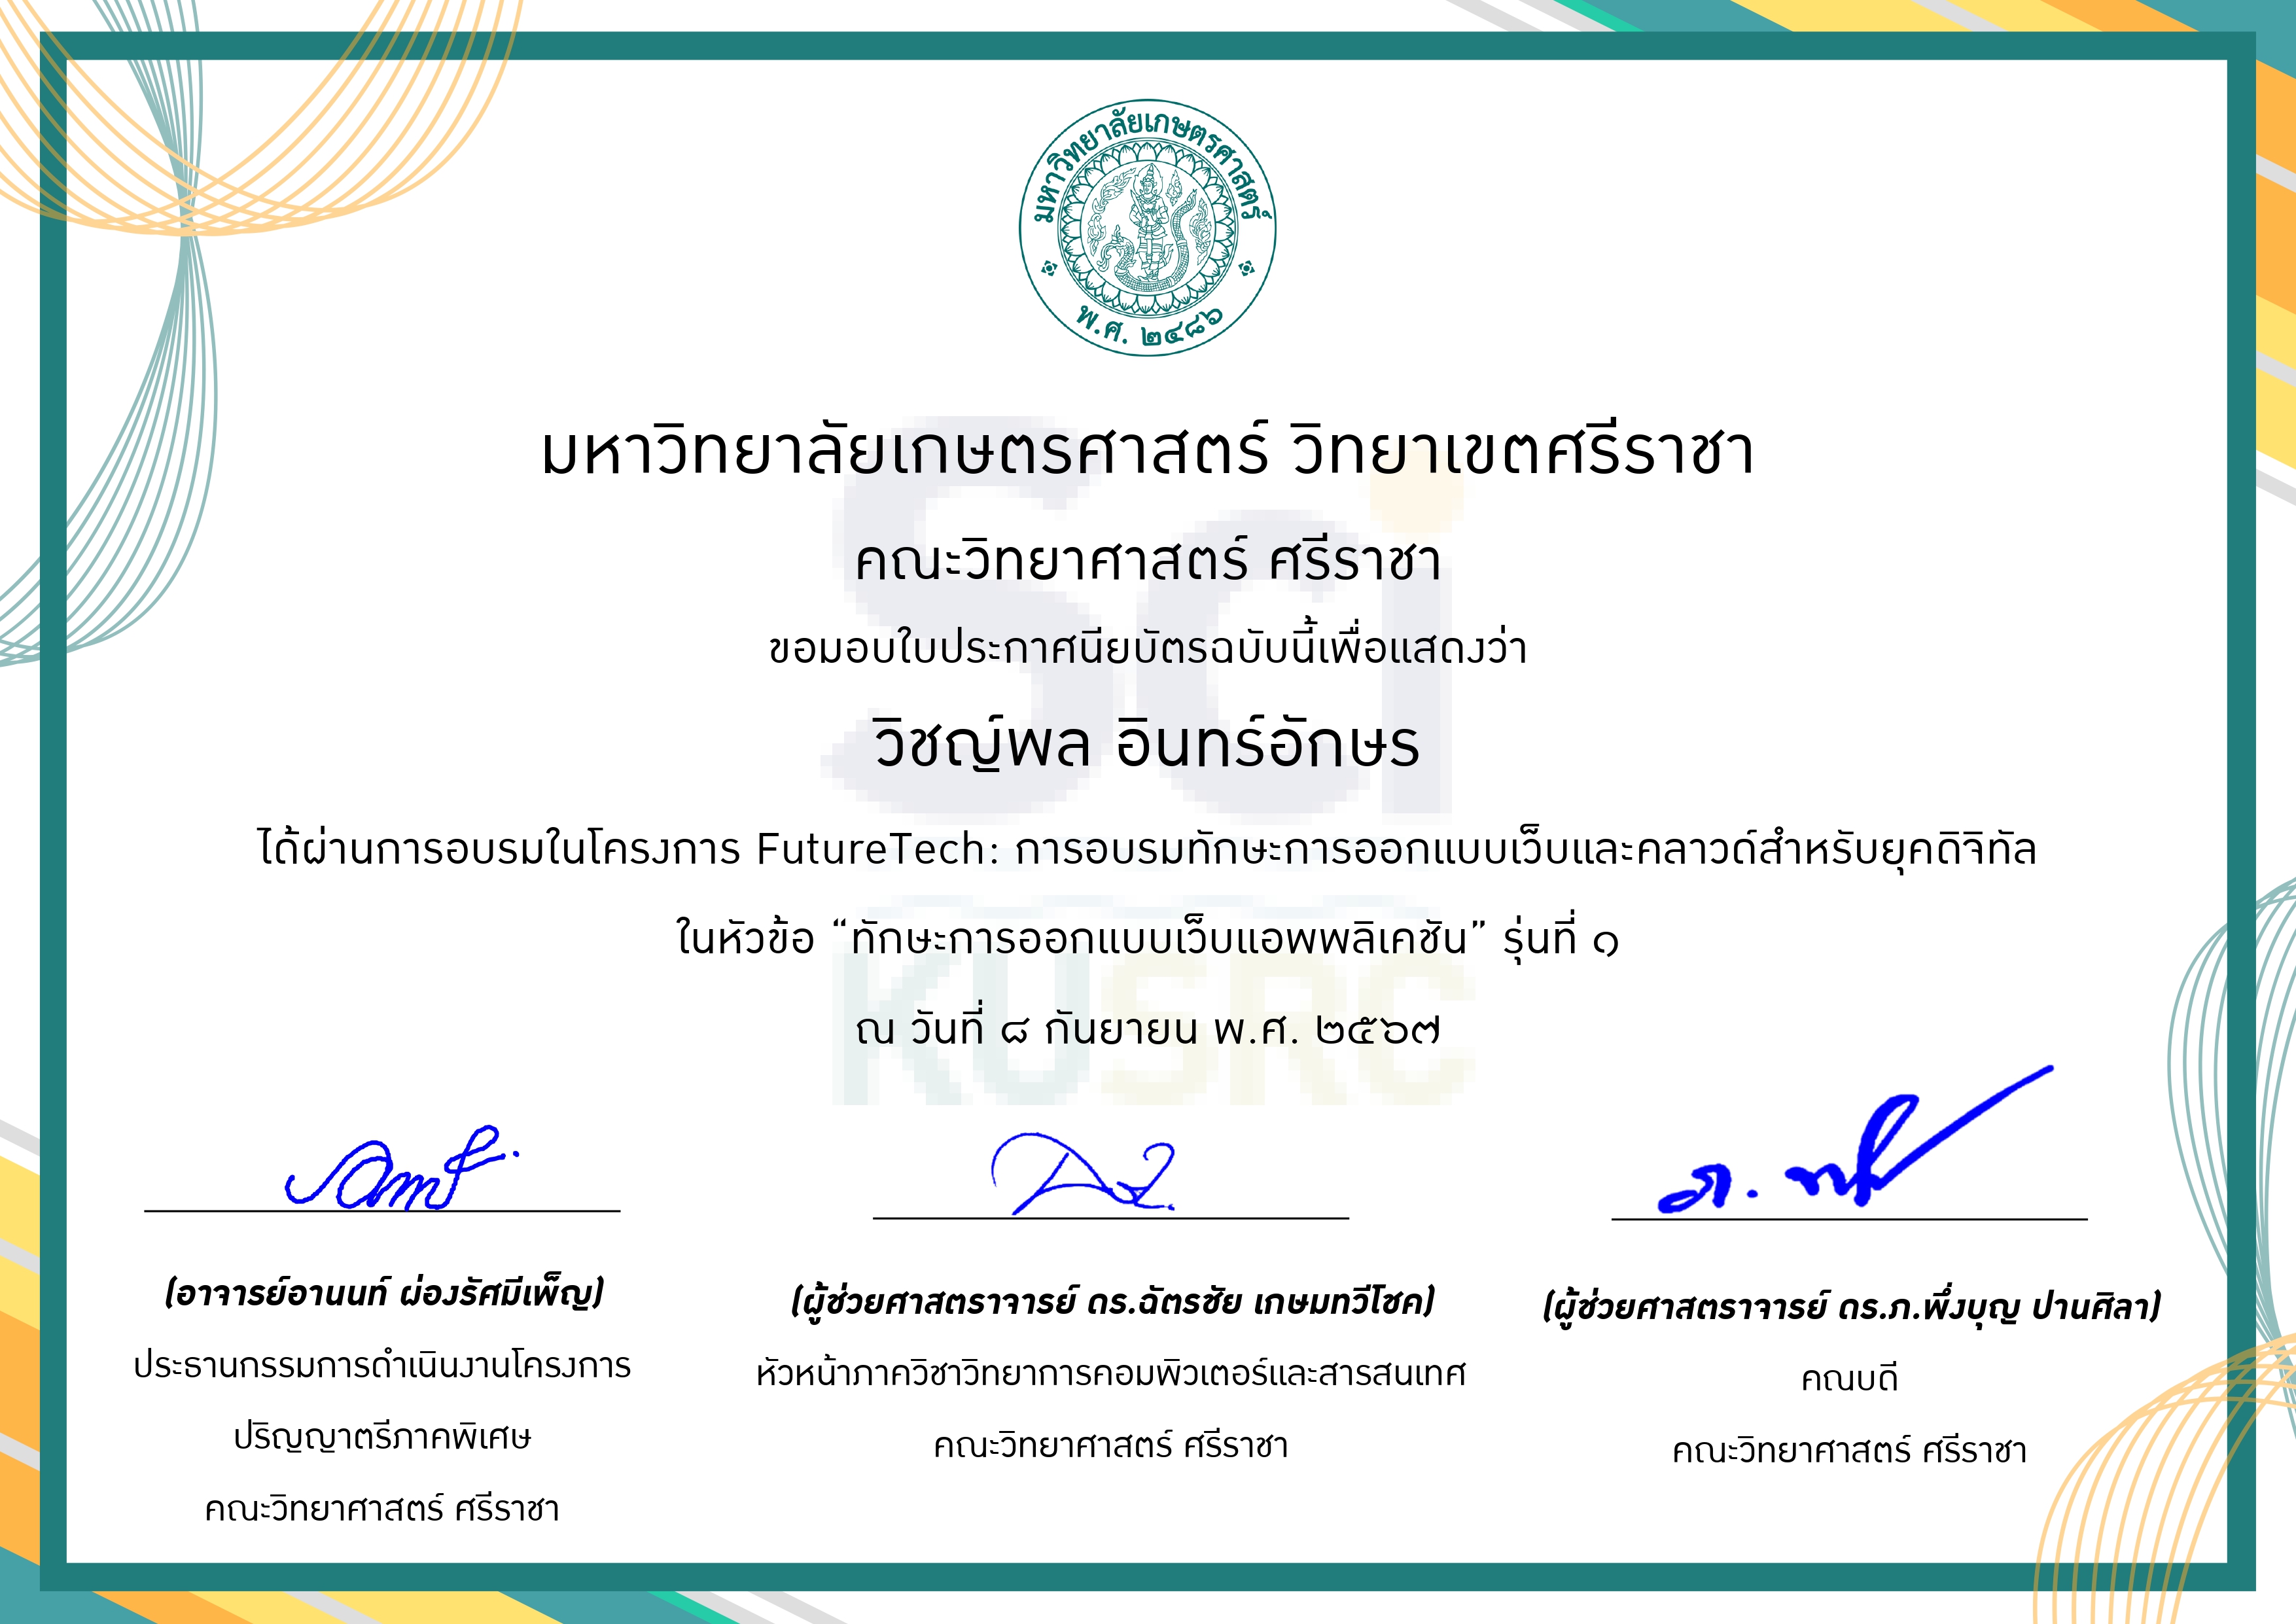 มหาวิทยาลัยเกษตรศาสตร์
พ.ศ. ๒๔๘๖
มหาวิทยาลัยเกษตรศาสตร์ วิทยาเขตศรีราชา
คณะวิทยาศาสตร์ ศรีราชา
ขอมอบใบประกาศนียบัตรฉบับนี้เพื่อแสดงว่า
วิชญ์พล อินทร์อักษร
ได้ผ่านการอบรมในโครงการ FutureTech: การอบรมทักษะการออกแบบเว็บและคลาวด์สำหรับยุคดิจิทัล
ในหัวข้อ “ทักษะการออกแบบเว็บแอพพลิเคชัน” รุ่นที่ ๑
ณ วันที่ ๘ กันยายน พ.ศ. ๒๕๖๗
Sci
KUSRC
(อาจารย์อานนท์ ผ่องรัศมีเพ็ญ)
ประธานกรรมการดำเนินงานโครงการ
ปริญญาตรีภาคพิเศษ
คณะวิทยาศาสตร์ ศรีราชา
(ผู้ช่วยศาสตราจารย์ ดร.ฉัตรชัย เกษมทวีโชค)
หัวหน้าภาควิชาวิทยาการคอมพิวเตอร์และสารสนเทศ
คณะวิทยาศาสตร์ ศรีราชา
(ผู้ช่วยศาสตราจารย์ ดร.ภ.พึ่งบุญ ปานศิลา)
คณบดี
คณะวิทยาศาสตร์ ศรีราชา